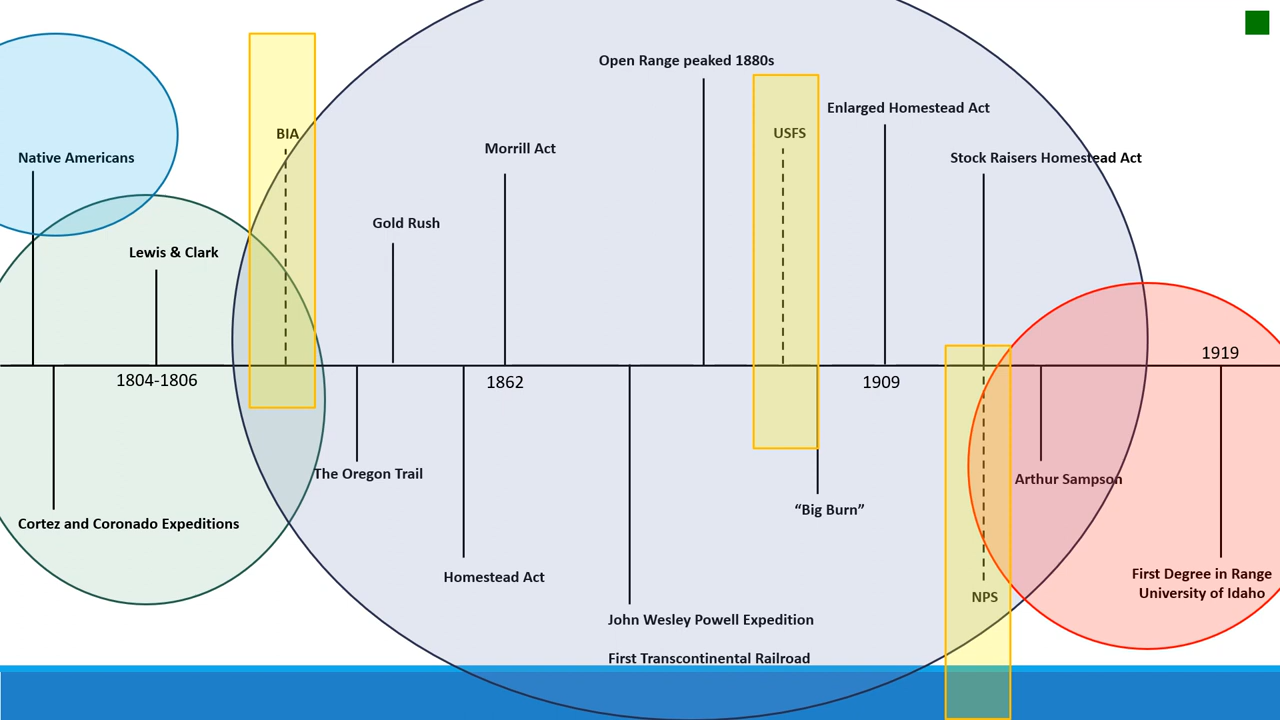 Open Range peaked 1880s
Enlarged Homestead Act
BIA
USFS
Morrill Act
Native Americans
Stock Raisers Homestead Act
Gold Rush
Lewis & Clark
1919
1804-1806
1862
1909
The Oregon Trail
Arthur Sampson
“Big Burn”
Cortez and Coronado Expeditions
Homestead Act
First Degree in Range
University of Idaho
NPS
John Wesley Powell Expedition
First Transcontinental Railroad